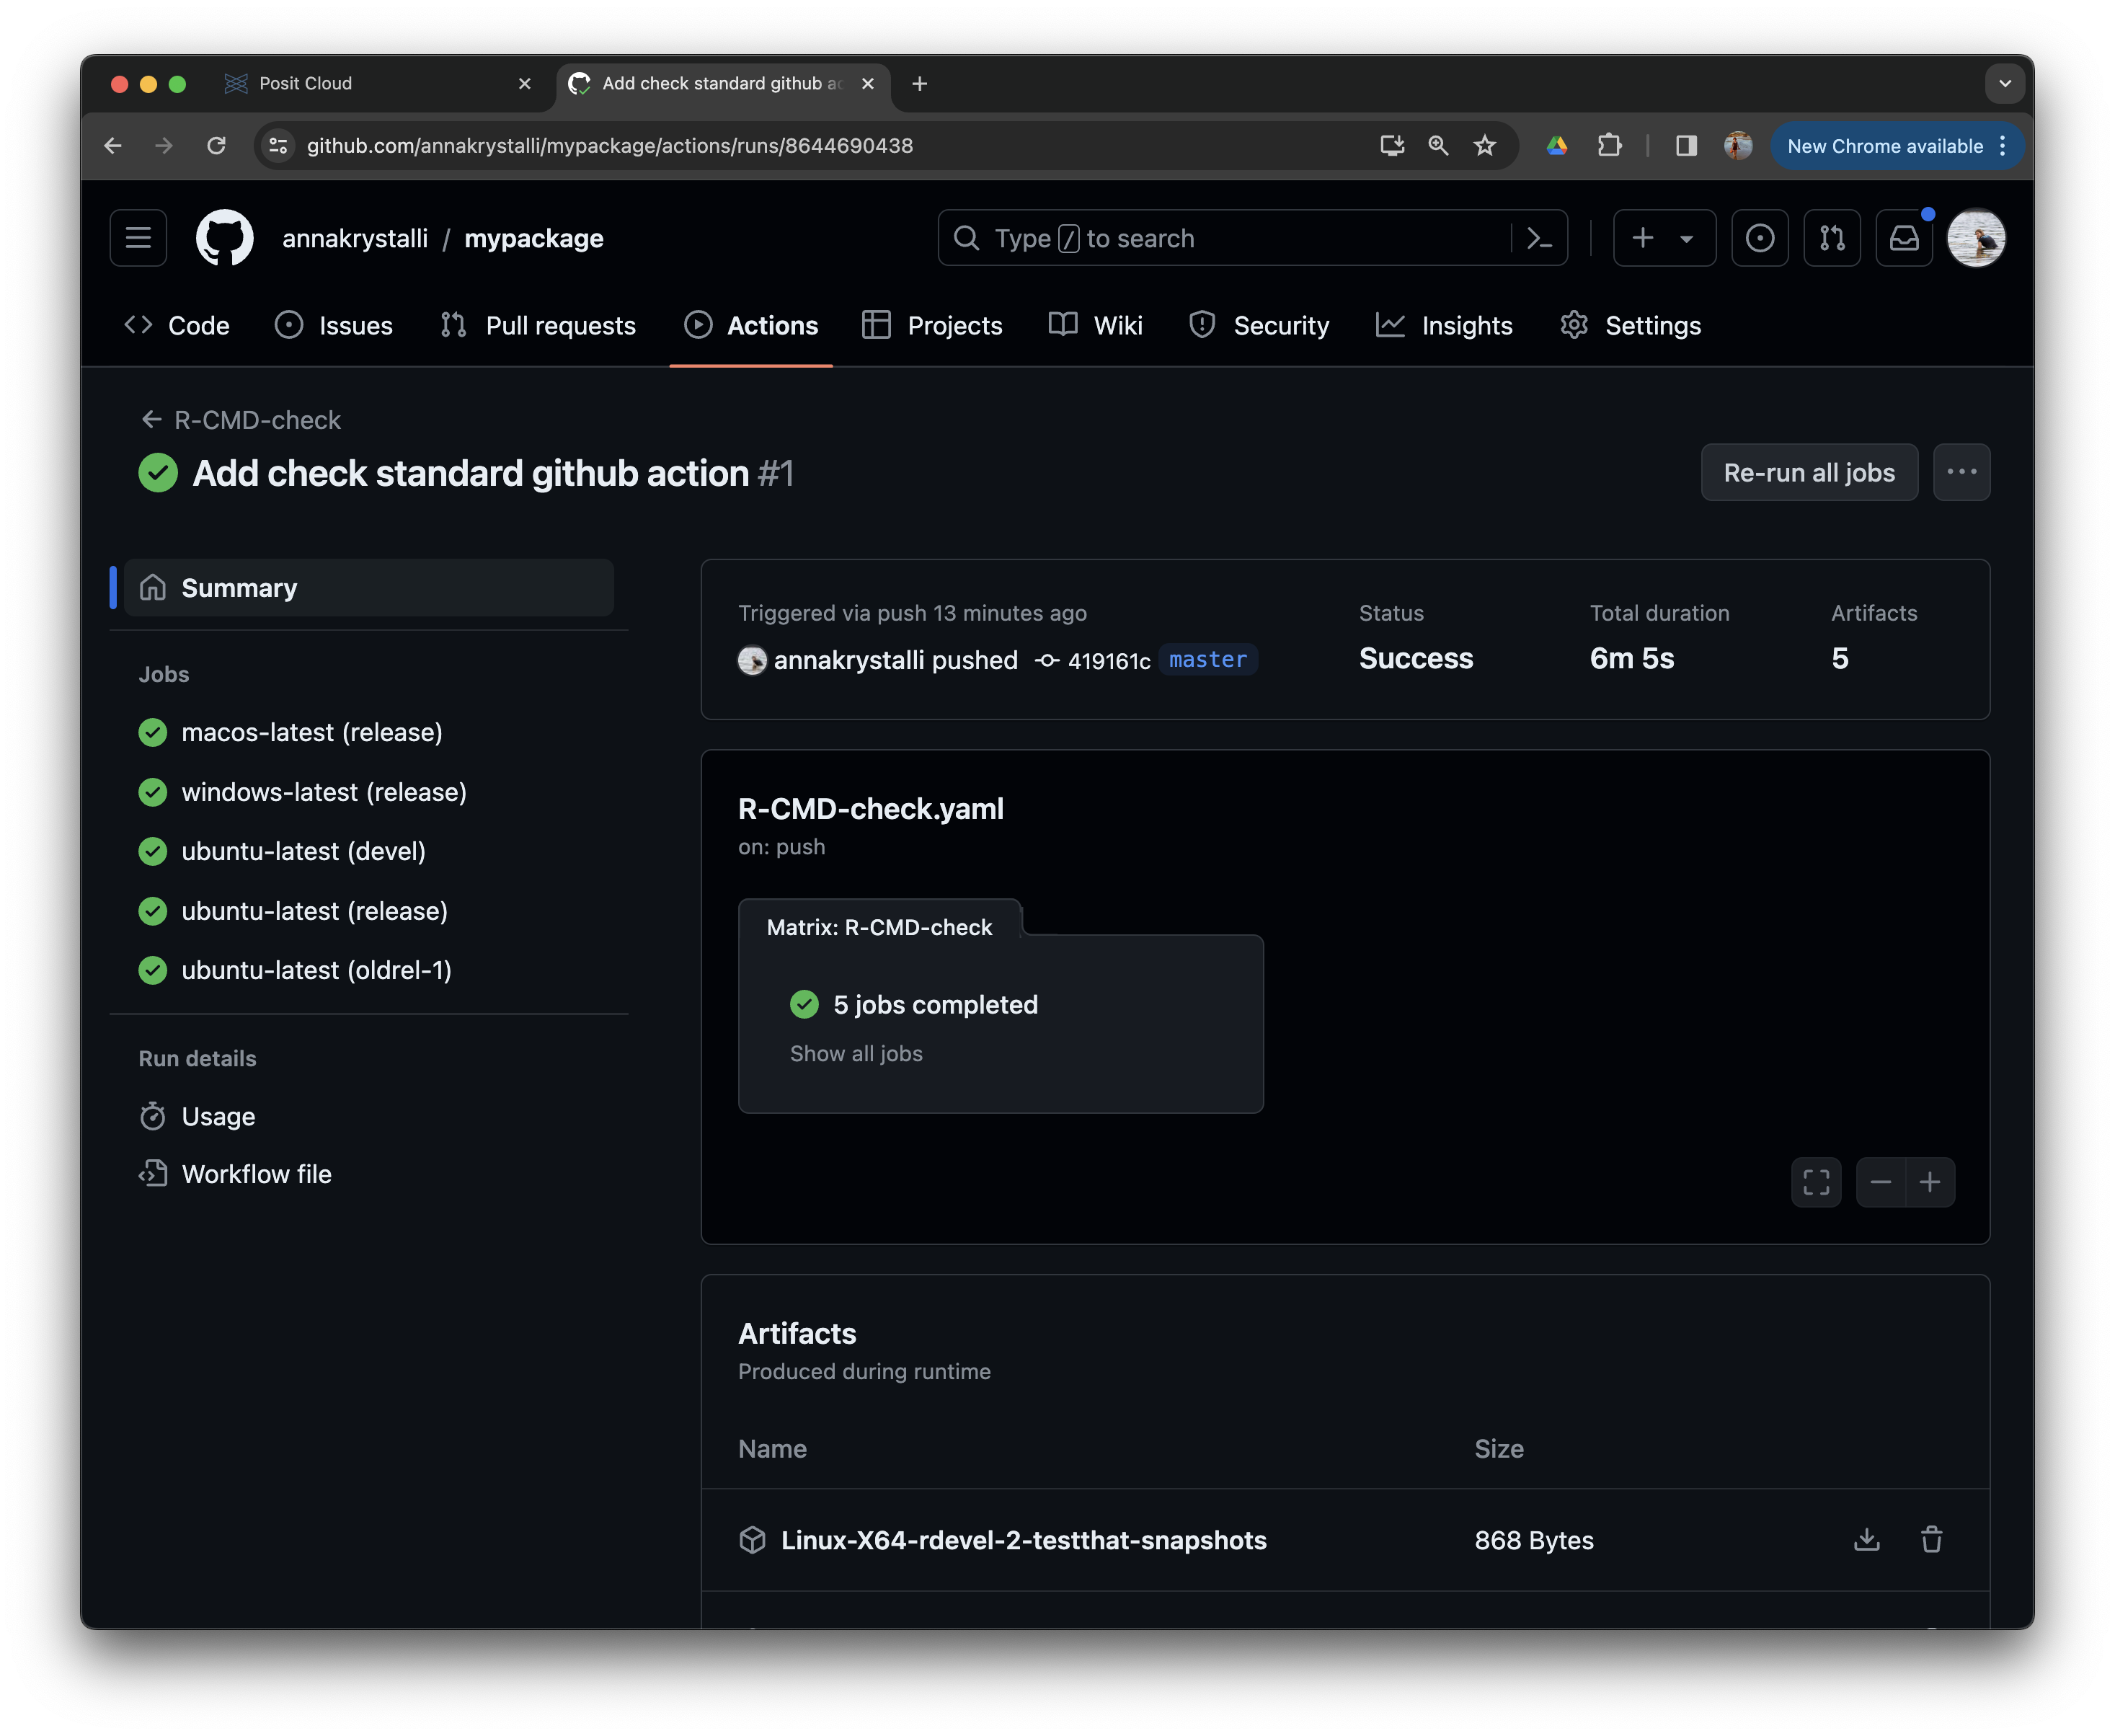 Posit Cloud
Add check standard github ac
github.com/annakrystalli/mypackage/actions/runs/8644690438
New Chrome available
annakrystalli / mypackage
Type / to search
Code Issues Pull requests Actions Projects Wiki Security Insights Settings
R-CMD-check
Add check standard github action #1
Re-run all jobs
Summary
Jobs
macos-latest (release)
windows-latest (release)
ubuntu-latest (devel)
ubuntu-latest (release)
ubuntu-latest (oldrel-1)
Run details
Usage
Workflow file
Triggered via push 13 minutes ago
annakrystalli pushed 419161c master
Status
Success
Total duration
6m 5s
Artifacts
5
R-CMD-check.yaml
on: push
Matrix: R-CMD-check
5 jobs completed
Show all jobs
Artifacts
Produced during runtime
Name Size
Linux-X64-rdevel-2-testthat-snapshots 868 Bytes